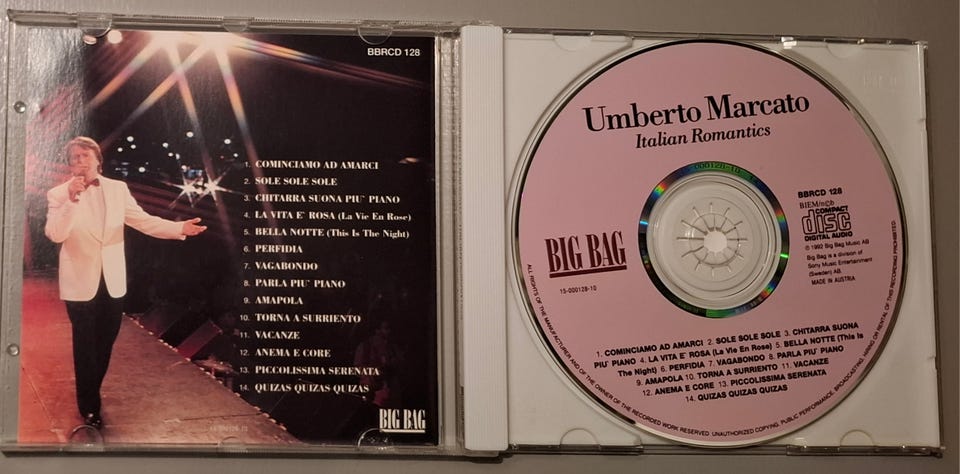 BBRCD 128
1. COMINCIAMO AD AMARCI
2. SOLE SOLE SOLE
3. CHITARRA SUONA PIU' PIANO
4. LA VITA E' ROSA (La Vie En Rose)
5. BELLA NOTTE (This Is The Night)
6. PERFIDIA
7. VAGABONDO
8. PARLA PIU' PIANO
9. AMAPOLA
10. TORNA A SURRIENTO
11. VACANZE
12. ANEMA E CORE
13. PICCOLISSIMA SERENATA
14. QUIZAS QUIZAS QUIZAS
BIG BAG
15-000128-10
Umberto Marcato
Italian Romantics
BBRCD 128
BIEM/n©b
COMPACT
disc
DIGITAL AUDIO
℗ 1992 Big Bag Music AB
Big Bag is a division of
Sony Music Entertainment
(Sweden) AB.
MADE IN AUSTRIA
BIG BAG
15-000128-10
1. COMINCIAMO AD AMARCI 2. SOLE SOLE SOLE 3. CHITARRA SUONA
PIU' PIANO 4. LA VITA E' ROSA (La Vie En Rose) 5. BELLA NOTTE (This Is
The Night) 6. PERFIDIA 7. VAGABONDO 8. PARLA PIU' PIANO
9. AMAPOLA 10. TORNA A SURRIENTO 11. VACANZE
12. ANEMA E CORE 13. PICCOLISSIMA SERENATA
14. QUIZAS QUIZAS QUIZAS
ALL RIGHTS OF THE MANUFACTURER AND OF THE OWNER OF THE RECORDED WORK RESERVED. UNAUTHORIZED COPYING, PUBLIC PERFORMANCE, BROADCASTING, HIRING OR RENTAL OF THIS RECORDING PROHIBITED.